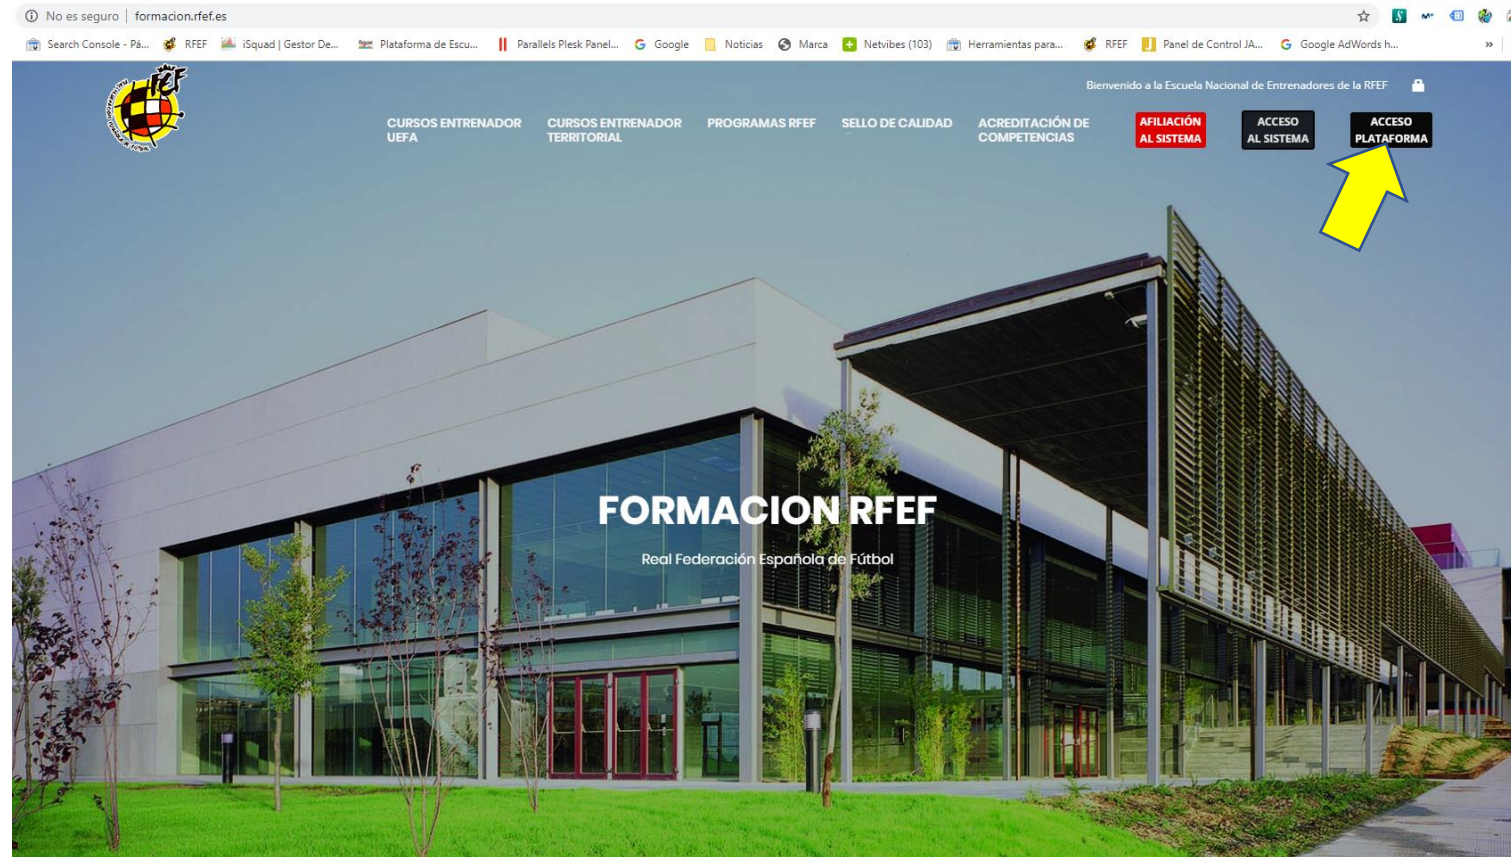 No es seguro | formacion.rfef.es
Search Console - Pá... RFEF iSquad | Gestor De... Plataforma de Escu... Parallels Plesk Panel... Google Noticias Marca Netvibes (103) Herramientas para... RFEF Panel de Control JA... Google AdWords h... »
Bienvenido a la Escuela Nacional de Entrenadores de la RFEF
CURSOS ENTRENADOR
UEFA
CURSOS ENTRENADOR
TERRITORIAL
PROGRAMAS RFEF
SELLO DE CALIDAD
ACREDITACIÓN DE
COMPETENCIAS
AFILIACIÓN
AL SISTEMA
ACCESO
AL SISTEMA
ACCESO
PLATAFORMA
FORMACION RFEF
Real Federación Española de Fútbol